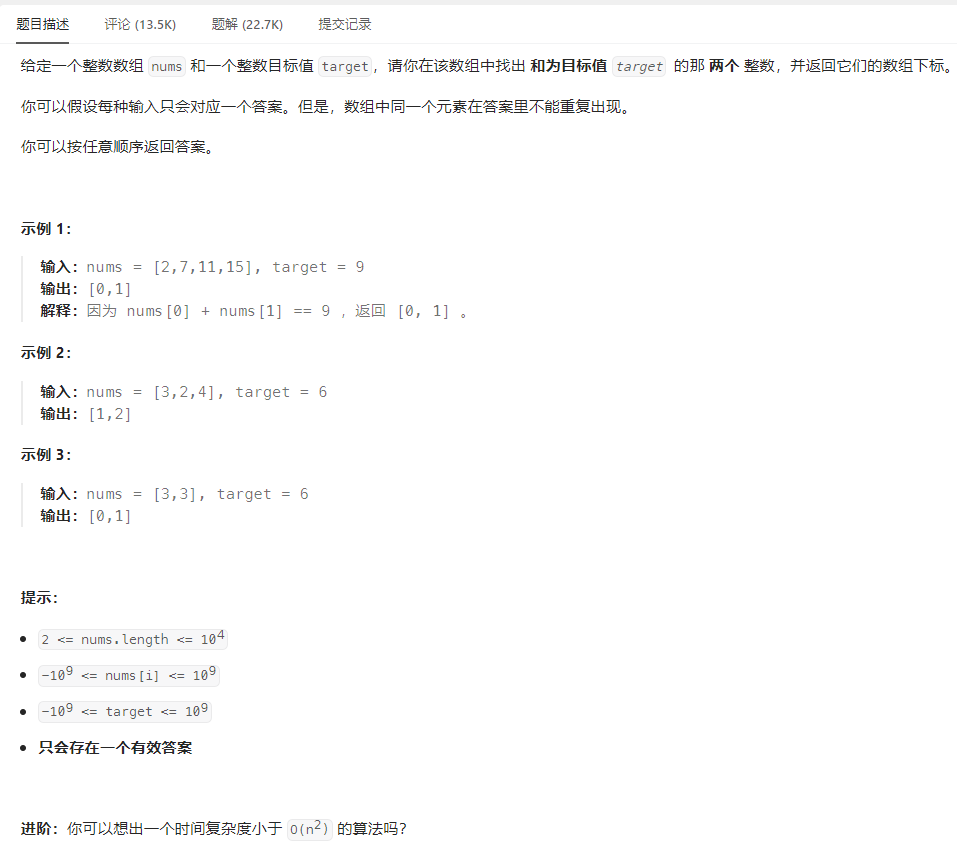 题目描述 评论 (13.5K) 题解 (22.7K) 提交记录
给定一个整数数组 nums 和一个整数目标值 target，请你在该数组中找出 和为目标值 target 的那 两个 整数，并返回它们的数组下标。
你可以假设每种输入只会对应一个答案。但是，数组中同一个元素在答案里不能重复出现。
你可以按任意顺序返回答案。
示例 1：
输入：nums = [2,7,11,15], target = 9
输出：[0,1]
解释：因为 nums[0] + nums[1] == 9 ，返回 [0, 1] 。
示例 2：
输入：nums = [3,2,4], target = 6
输出：[1,2]
示例 3：
输入：nums = [3,3], target = 6
输出：[0,1]
提示：
• 2 <= nums.length <= 10⁴
• -10⁹ <= nums[i] <= 10⁹
• -10⁹ <= target <= 10⁹
• 只会存在一个有效答案
进阶：你可以想出一个时间复杂度小于 O(n²) 的算法吗？